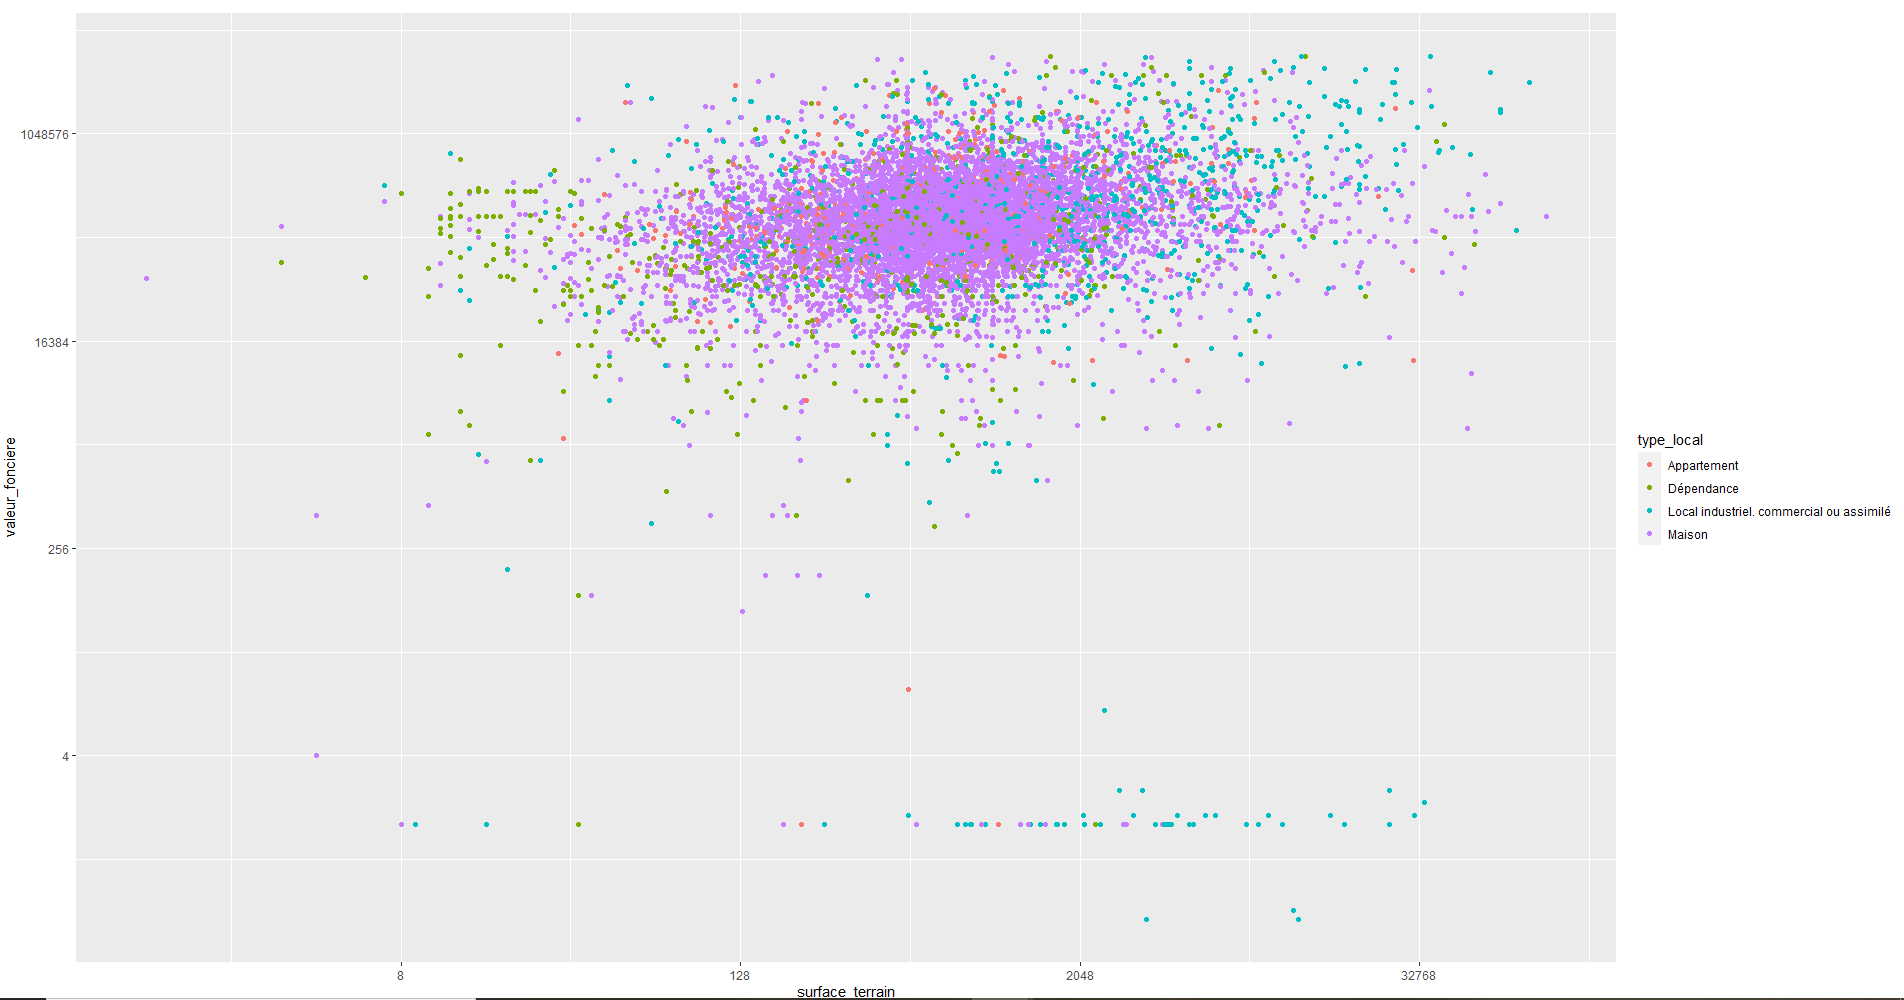 1048576
16384
256
4
valeur_fonciere
8
128
2048
32768
surface_terrain
type_local
Appartement
Dépendance
Local industriel. commercial ou assimilé
Maison